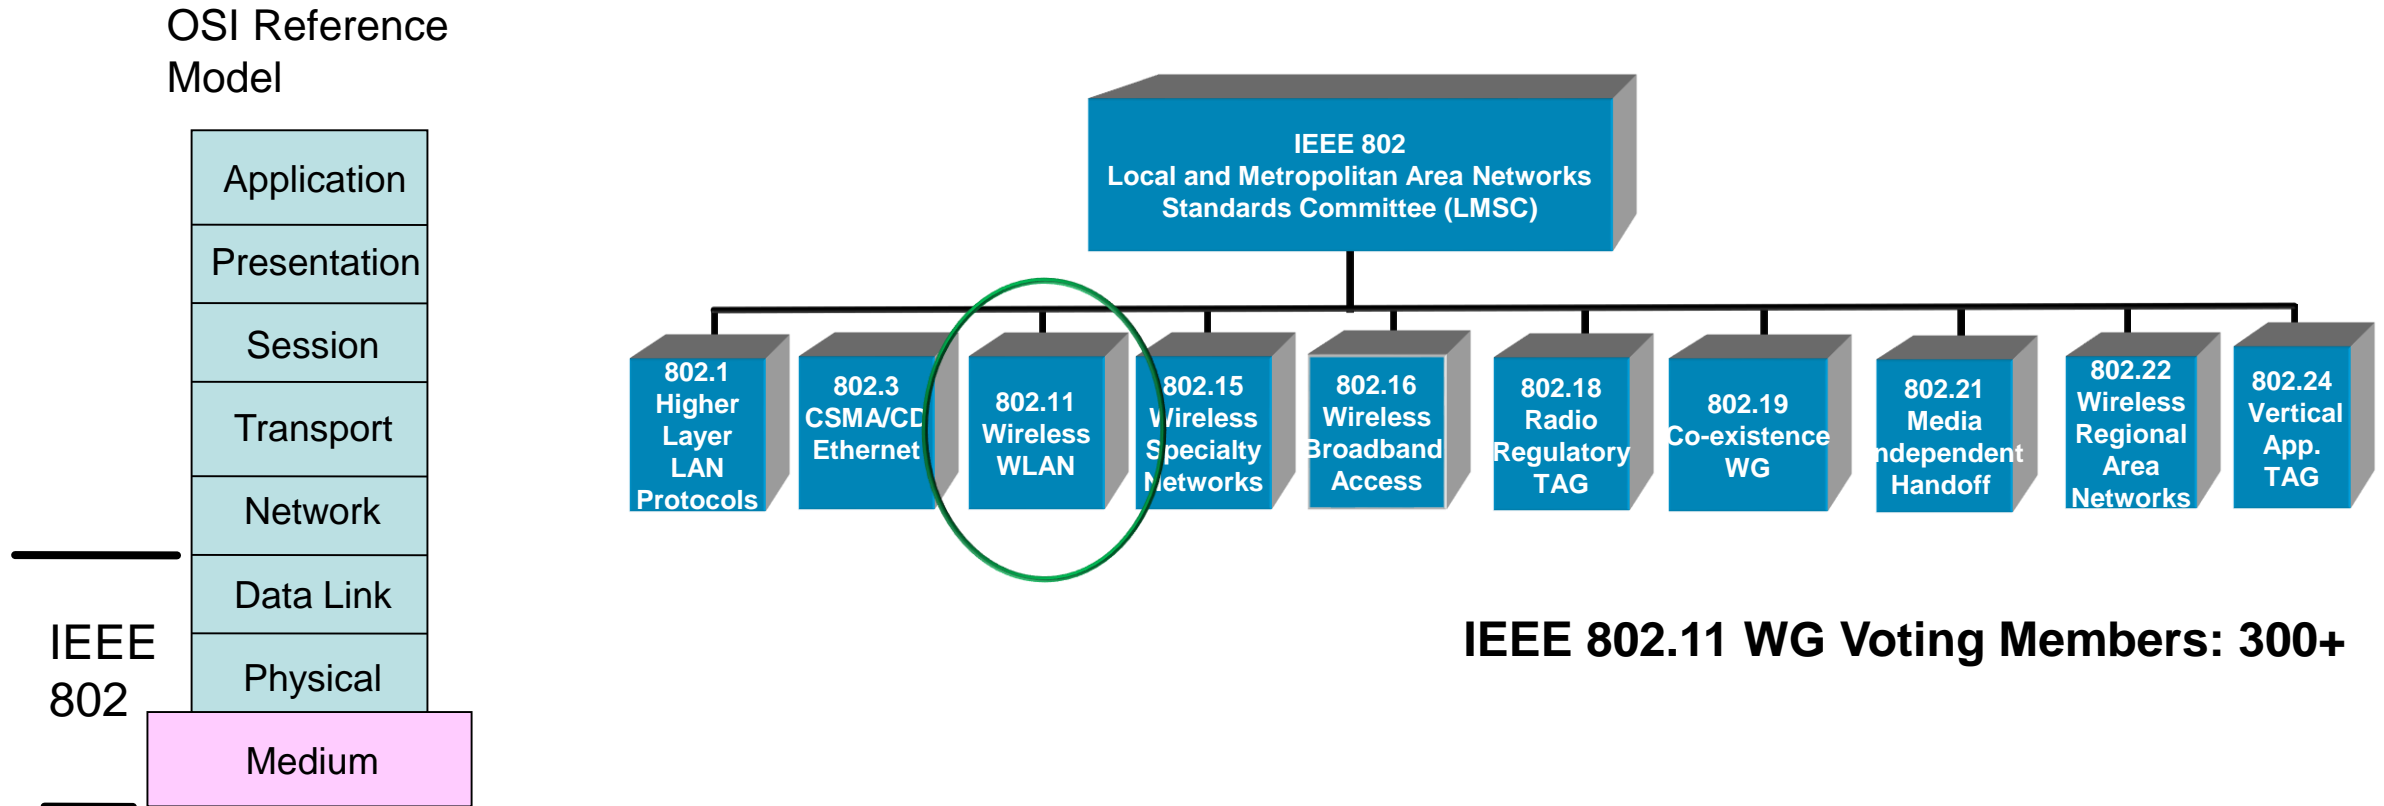 OSI Reference
Model
Application
Presentation
Session
Transport
Network
Data Link
Physical
Medium
IEEE
802
IEEE 802
Local and Metropolitan Area Networks
Standards Committee (LMSC)
802.1
Higher
Layer
LAN
Protocols
802.3
CSMA/CD
Ethernet
802.11
Wireless
WLAN
802.15
Wireless
Specialty
Networks
802.16
Wireless
Broadband
Access
802.18
Radio
Regulatory
TAG
802.19
Co-existence
WG
802.21
Media
ndependent
Handoff
802.22
Wireless
Regional
Area
Networks
802.24
Vertical
App.
TAG
IEEE 802.11 WG Voting Members: 300+